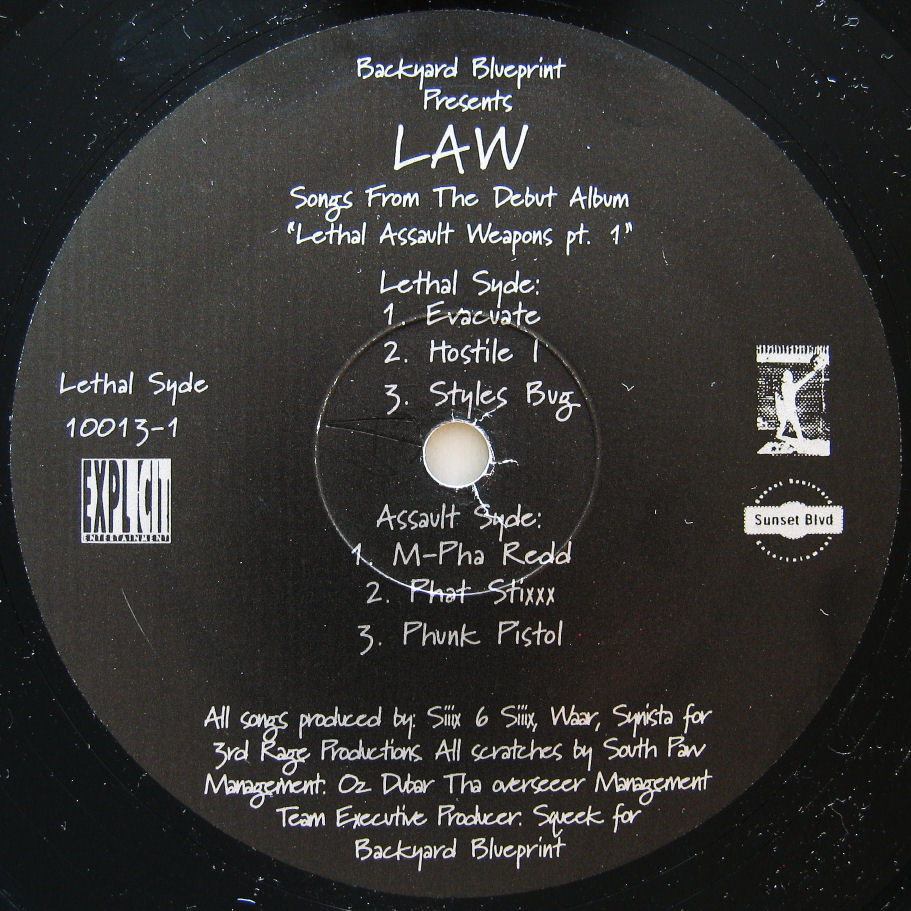 Backyard Blueprint
Presents
LAW
Songs From The Debut Album
"Lethal Assault Weapons pt. 1"
Lethal Syde:
1. Evacuate
2. Hostile 1
3. Styles Bug
Lethal Syde
10013-1
EXPLICIT
ENTERTAINMENT
Sunset Blvd
Assault Syde:
1. M-Pha Redd
2. Phat Stixxx
3. Phunk Pistol
All songs produced by: Siiix 6 Siiix, Waar, Synista for
3rd Rage Productions. All scratches by South Paw
Management: Oz Dubar Tha overseeer Management
Team Executive Producer: Squeek for
Backyard Blueprint